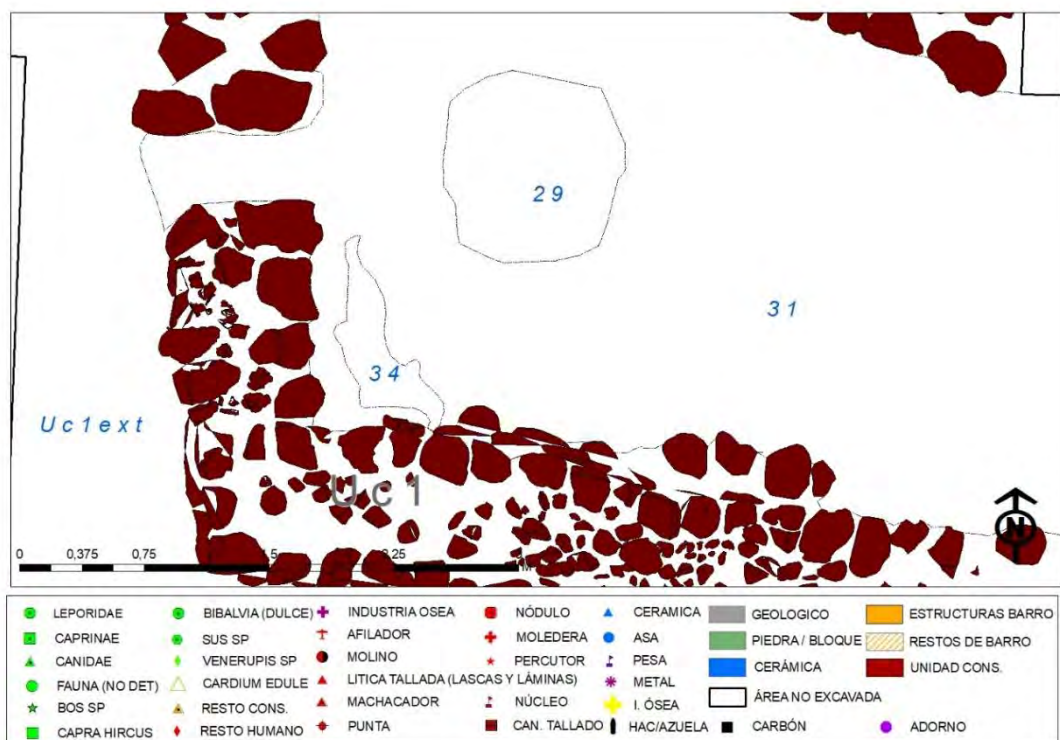 29
31
34
Uc1ext
Uc1
N
0 0,375 0,75 1,5 2,25
M
LEPORIDAE BIBALVIA (DULCE) INDUSTRIA OSEA NÓDULO CERAMICA GEOLOGICO ESTRUCTURAS BARRO
CAPRINAE SUS SP AFILADOR MOLEDERA ASA PIEDRA / BLOQUE RESTOS DE BARRO
CANIDAE VENERUPIS SP MOLINO PERCUTOR PESA CERÁMICA UNIDAD CONS.
FAUNA (NO DET) CARDIUM EDULE LITICA TALLADA (LASCAS Y LÁMINAS) NÚCLEO METAL ÁREA NO EXCAVADA
BOS SP RESTO CONS. MACHACADOR CAN. TALLADO I. ÓSEA CARBÓN ADORNO
CAPRA HIRCUS RESTO HUMANO PUNTA HAC/AZUELA